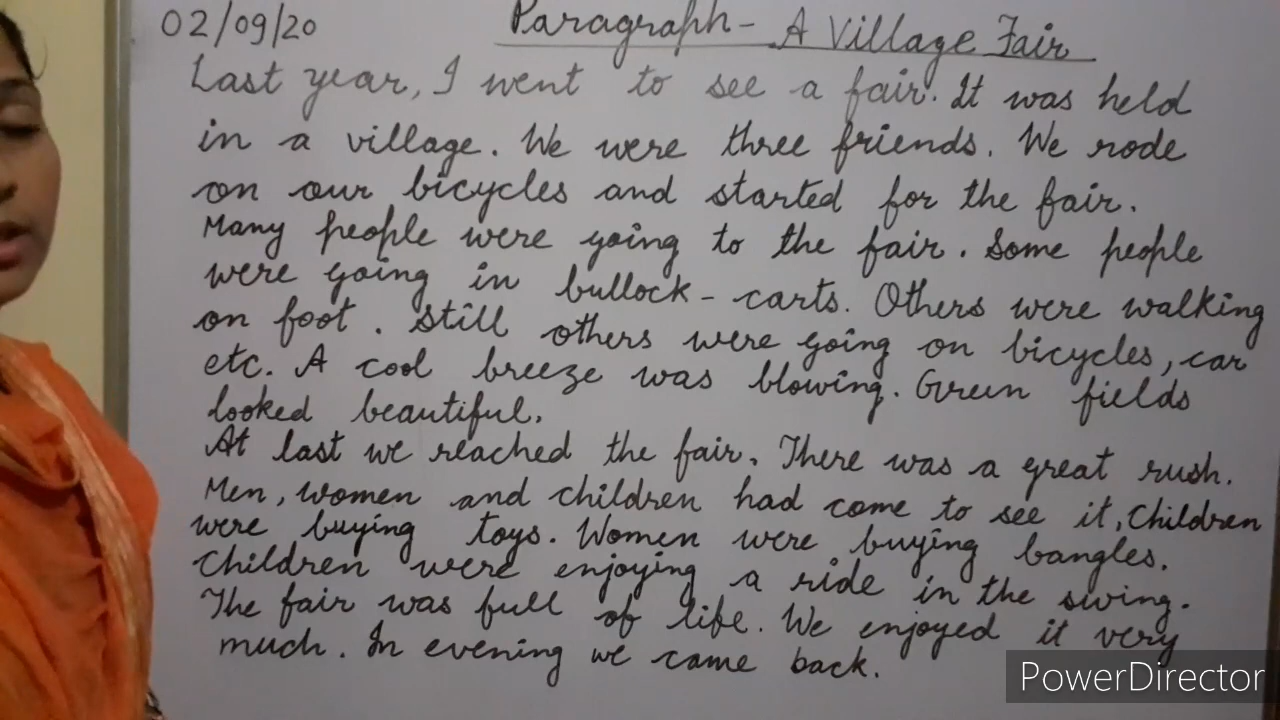 02/09/20
Paragraph - A Village Fair
Last year, I went to see a fair. It was held
in a village. We were three friends. We rode
on our bicycles and started for the fair.
Many people were going to the fair. Some people
were going in bullock - carts. Others were walking
on foot. Still others were going on bicycles, car
etc. A cool breeze was blowing. Green fields
looked beautiful.
At last we reached the fair. There was a great rush.
Men, women and children had come to see it, Children
were buying toys. Women were buying bangles.
Children were enjoying a ride in the swing.
The fair was full of life. We enjoyed it very
much. In evening we came back.
PowerDirector